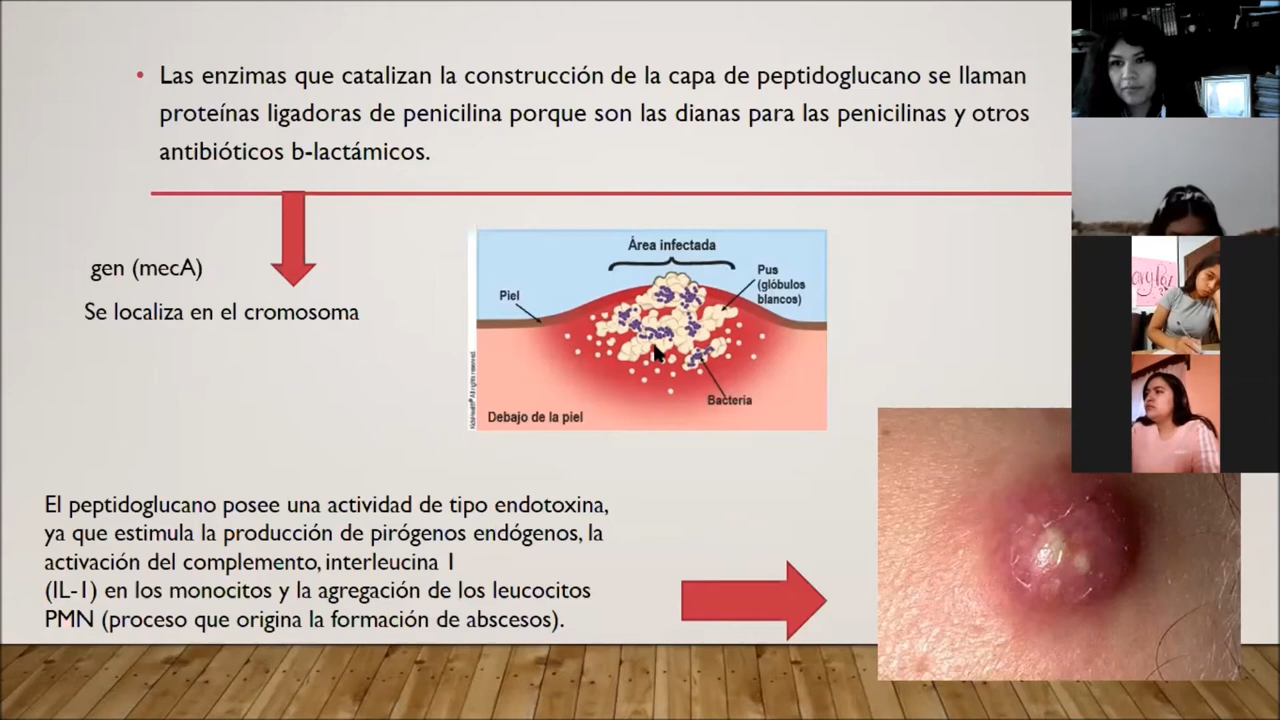 Las enzimas que catalizan la construcción de la capa de peptidoglucano se llaman
proteínas ligadoras de penicilina porque son las dianas para las penicilinas y otros
antibióticos b-lactámicos.
gen (mecA)
Se localiza en el cromosoma
Área infectada
Piel
Pus
(glóbulos
blancos)
Bacteria
Debajo de la piel
KidsHealth® All rights reserved.
El peptidoglucano posee una actividad de tipo endotoxina,
ya que estimula la producción de pirógenos endógenos, la
activación del complemento, interleucina 1
(IL-1) en los monocitos y la agregación de los leucocitos
PMN (proceso que origina la formación de abscesos).